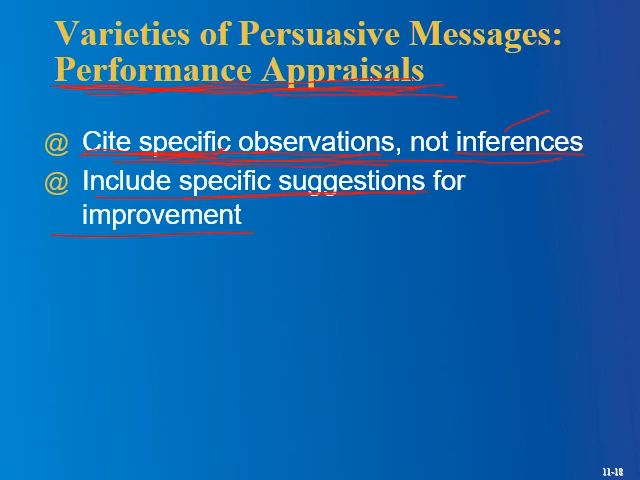 Varieties of Persuasive Messages:
Performance Appraisals
@ Cite specific observations, not inferences
@ Include specific suggestions for
improvement
11-18